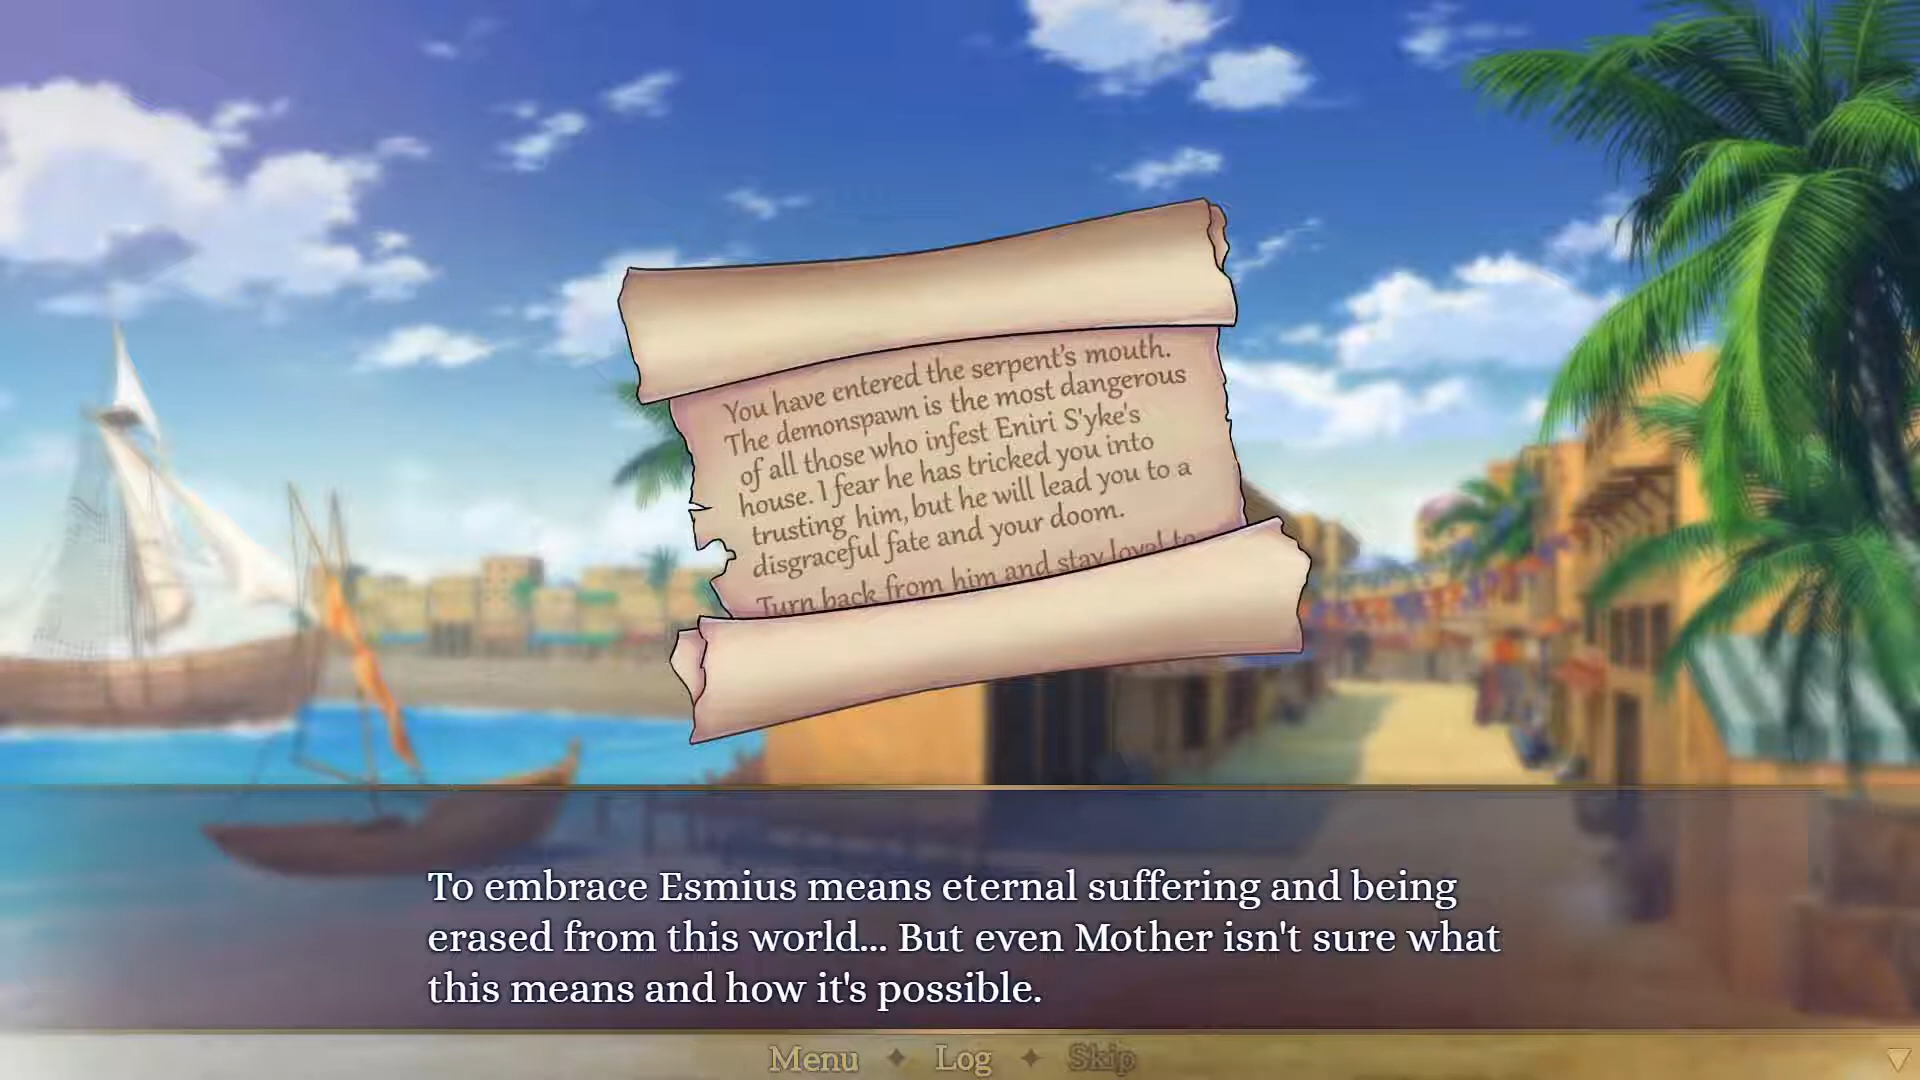 You have entered the serpent's mouth.
The demonspawn is the most dangerous
of all those who infest Eniri S'yke's
house. I fear he has tricked you into
trusting him, but he will lead you to a
disgraceful fate and your doom.
Turn back from him and stay loyal to
To embrace Esmius means eternal suffering and being
erased from this world... But even Mother isn't sure what
this means and how it's possible.
Menu ✦ Log ✦ Skip